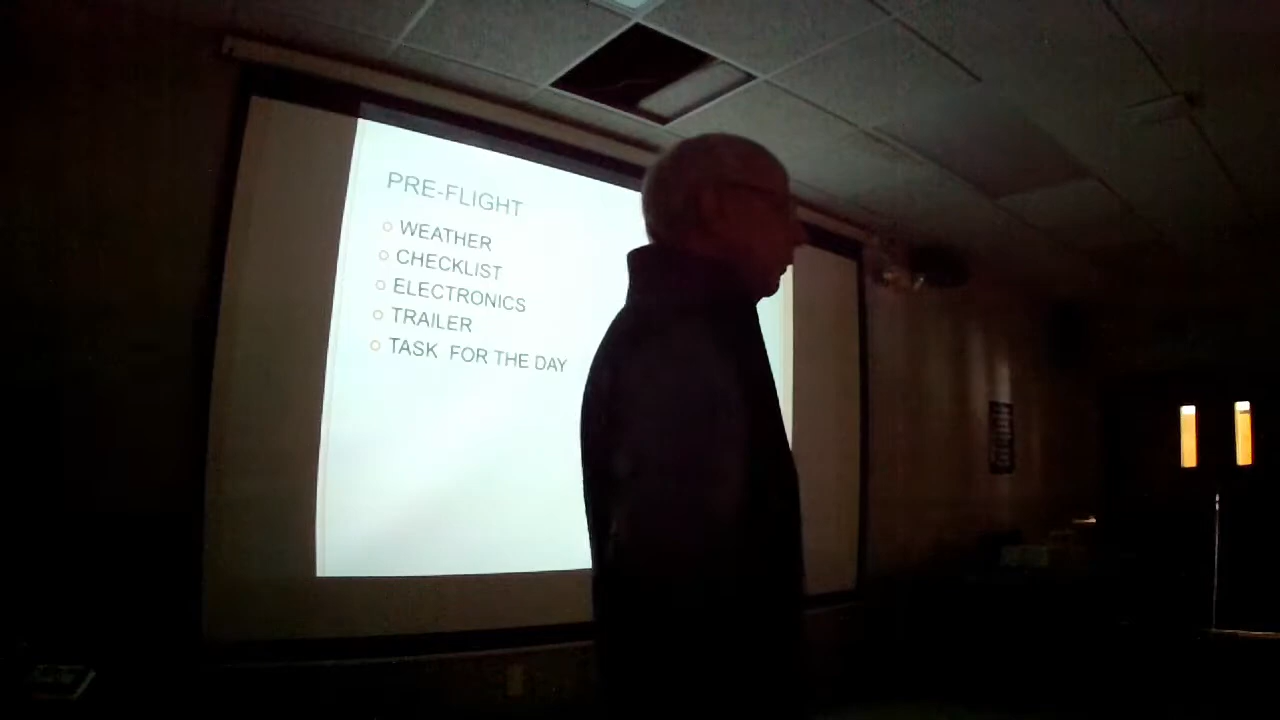 PRE-FLIGHT
WEATHER
CHECKLIST
ELECTRONICS
TRAILER
TASK FOR THE DAY